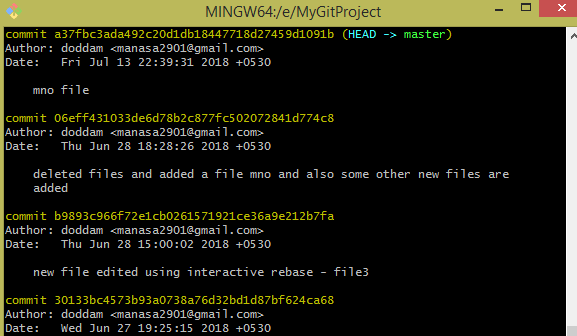 MINGW64:/e/MyGitProject
commit a37fbc3ada492c20d1db18447718d27459d1091b (HEAD -> master)
Author: doddam <manasa2901@gmail.com>
Date:   Fri Jul 13 22:39:31 2018 +0530
mno file
commit 06eff431033de6d78b2c877fc502072841d774c8
Author: doddam <manasa2901@gmail.com>
Date:   Thu Jun 28 18:28:26 2018 +0530
deleted files and added a file mno and also some other new files are
added
commit b9893c966f72e1cb0261571921ce36a9e212b7fa
Author: doddam <manasa2901@gmail.com>
Date:   Thu Jun 28 15:00:02 2018 +0530
new file edited using interactive rebase - file3
commit 30133bc4573b93a0738a76d32bd1d87bf624ca68
Author: doddam <manasa2901@gmail.com>
Date:   Wed Jun 27 19:25:15 2018 +0530